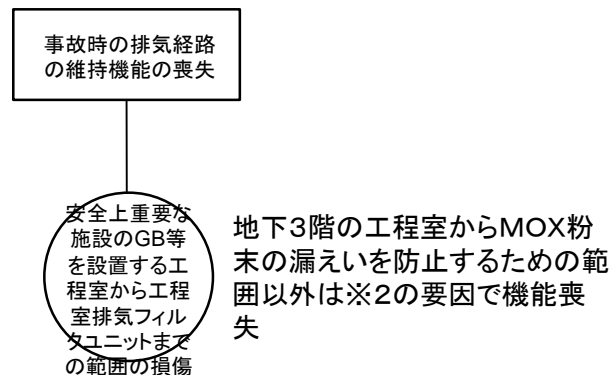 事故時の排気経路
の維持機能の喪失
安全上重要な
施設のGB等
を設置する工
程室から工程
室排気フィル
タユニットまで
の範囲の損傷
地下3階の工程室からMOX粉
末の漏えいを防止するための範
囲以外は※2の要因で機能喪
失